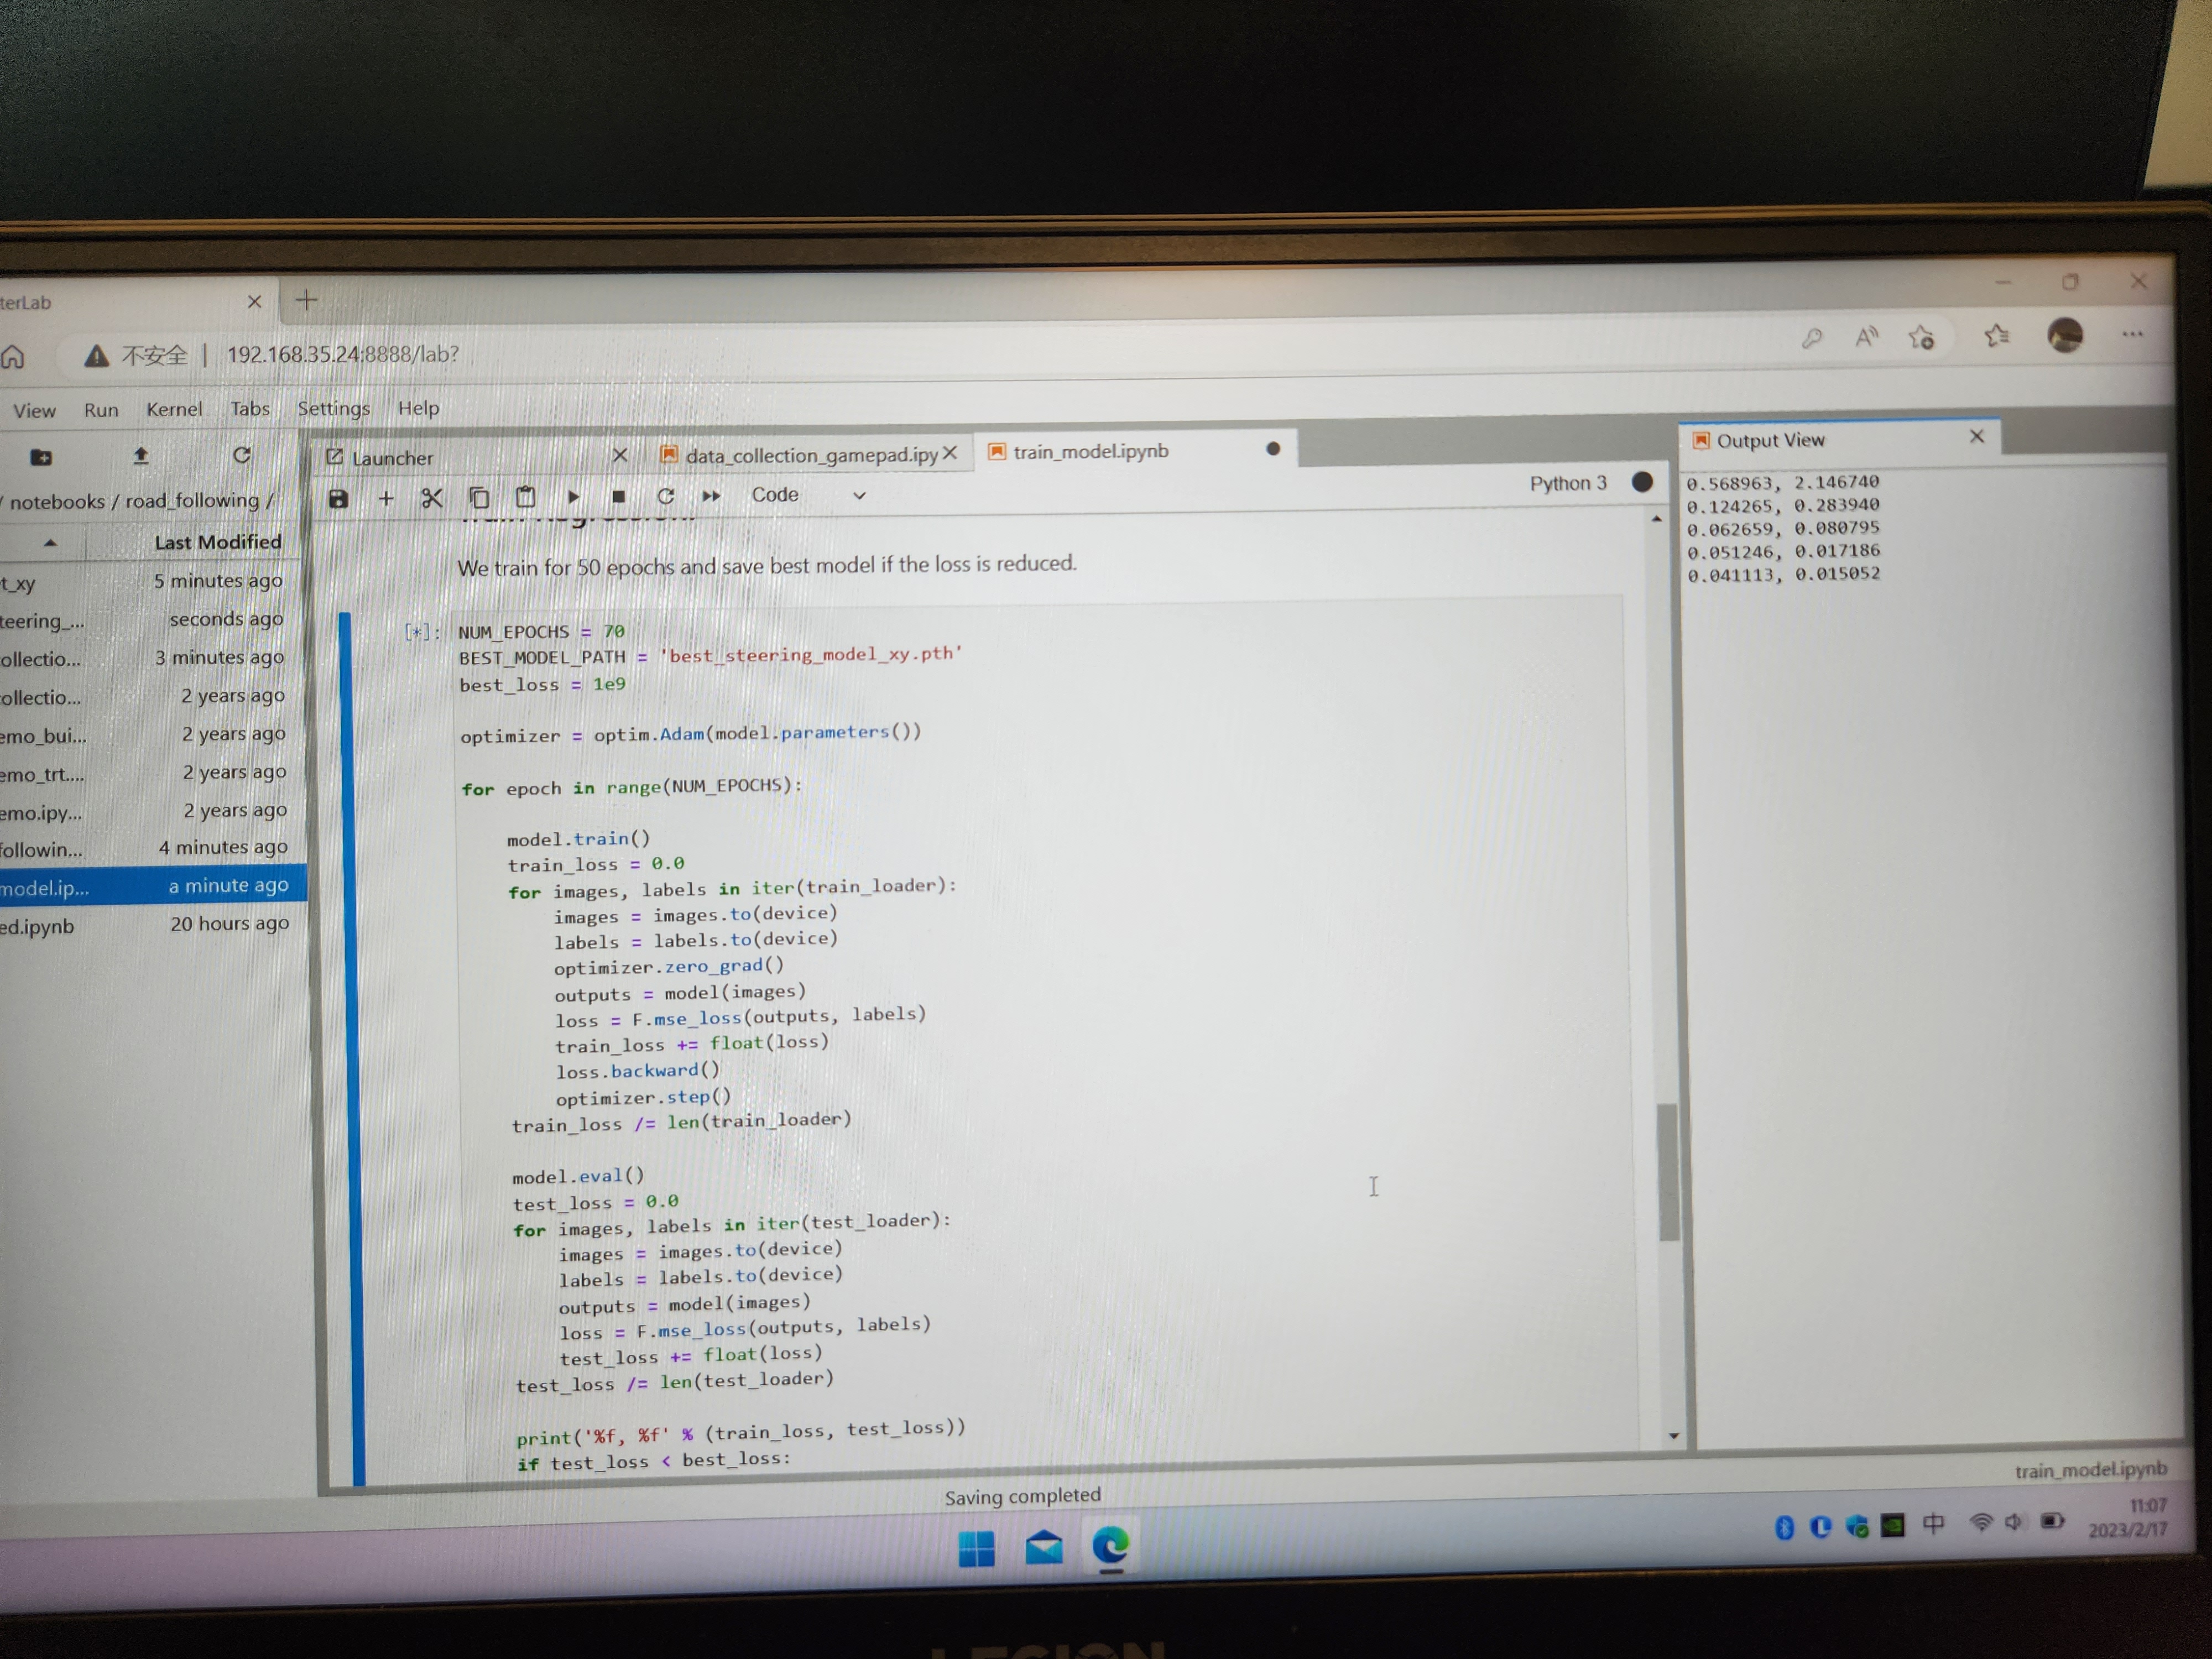 terLab
不安全 | 192.168.35.24:8888/lab?
View Run Kernel Tabs Settings Help
Launcher
data_collection_gamepad.ipy
train_model.ipynb
Output View
Code
Python 3
/ notebooks / road_following /
Last Modified
t_xy 5 minutes ago
teering_... seconds ago
ollectio... 3 minutes ago
collectio... 2 years ago
emo_bui... 2 years ago
emo_trt.... 2 years ago
emo.ipy... 2 years ago
followin... 4 minutes ago
model.ip... a minute ago
ed.ipynb 20 hours ago
We train for 50 epochs and save best model if the loss is reduced.
[*]:
NUM_EPOCHS = 70
BEST_MODEL_PATH = 'best_steering_model_xy.pth'
best_loss = 1e9
optimizer = optim.Adam(model.parameters())
for epoch in range(NUM_EPOCHS):
model.train()
train_loss = 0.0
for images, labels in iter(train_loader):
images = images.to(device)
labels = labels.to(device)
optimizer.zero_grad()
outputs = model(images)
loss = F.mse_loss(outputs, labels)
train_loss += float(loss)
loss.backward()
optimizer.step()
train_loss /= len(train_loader)
model.eval()
test_loss = 0.0
for images, labels in iter(test_loader):
images = images.to(device)
labels = labels.to(device)
outputs = model(images)
loss = F.mse_loss(outputs, labels)
test_loss += float(loss)
test_loss /= len(test_loader)
print('%f, %f' % (train_loss, test_loss))
if test_loss < best_loss:
0.568963, 2.146740
0.124265, 0.283940
0.062659, 0.080795
0.051246, 0.017186
0.041113, 0.015052
Saving completed
train_model.ipynb
中
11:07
2023/2/17
LEGION